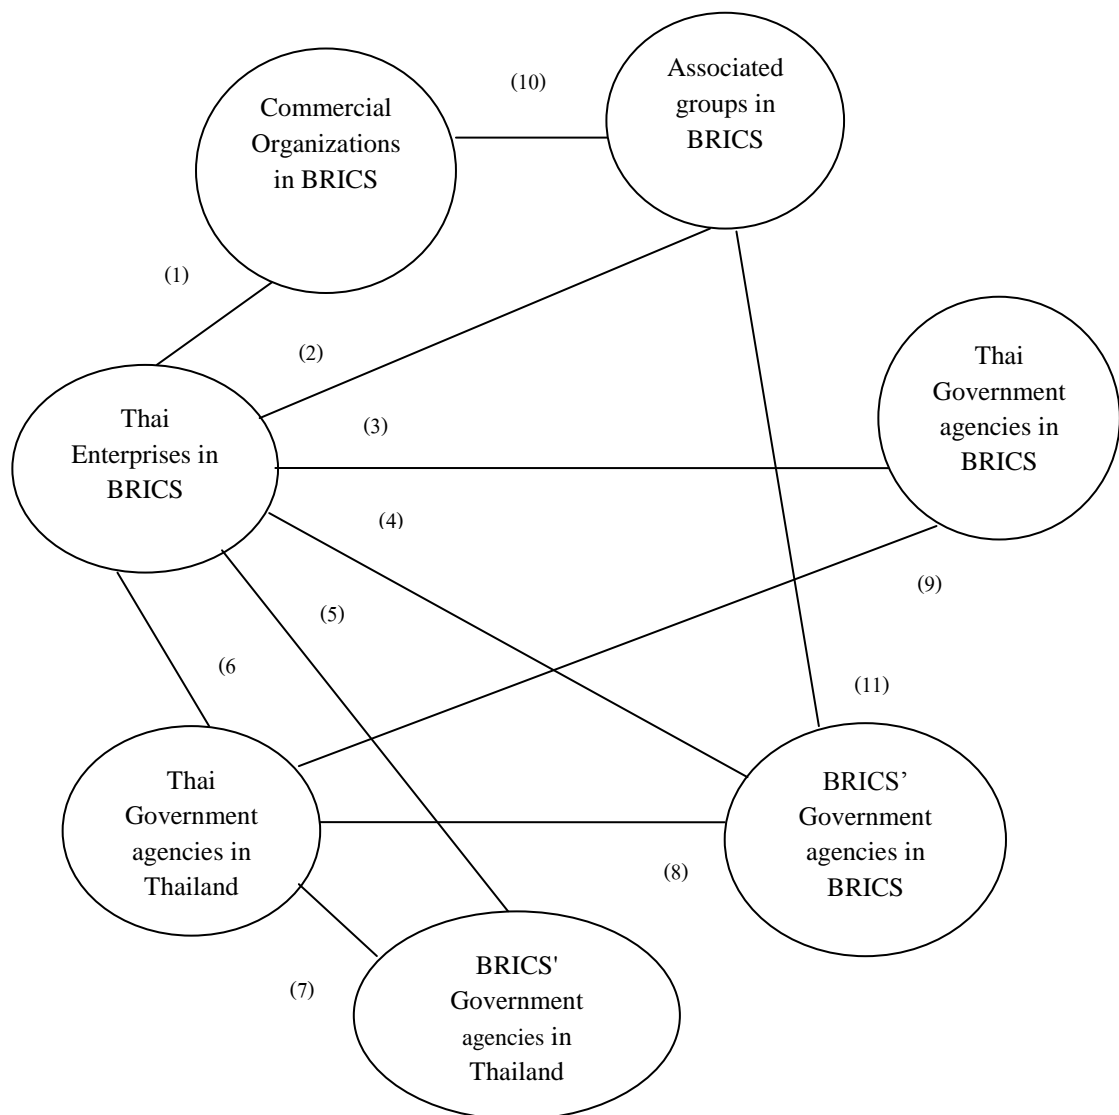 (10)
Associated
groups in
BRICS
Commercial
Organizations
in BRICS
(1)
(2)
Thai
Government
agencies in
BRICS
(3)
Thai
Enterprises in
BRICS
(4)
(9)
(5)
(6
(11)
Thai
Government
agencies in
Thailand
BRICS’
Government
agencies in
BRICS
(8)
(7)
BRICS'
Government
agencies in
Thailand